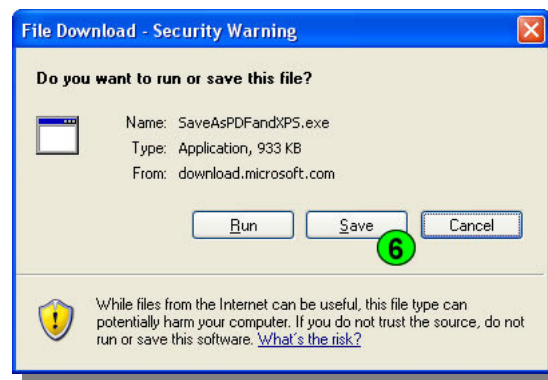 File Download - Security Warning
Do you want to run or save this file?
Name: SaveAsPDFandXPS.exe
Type: Application, 933 KB
From: download.microsoft.com
Run Save Cancel
6
While files from the Internet can be useful, this file type can
potentially harm your computer. If you do not trust the source, do not
run or save this software. What's the risk?